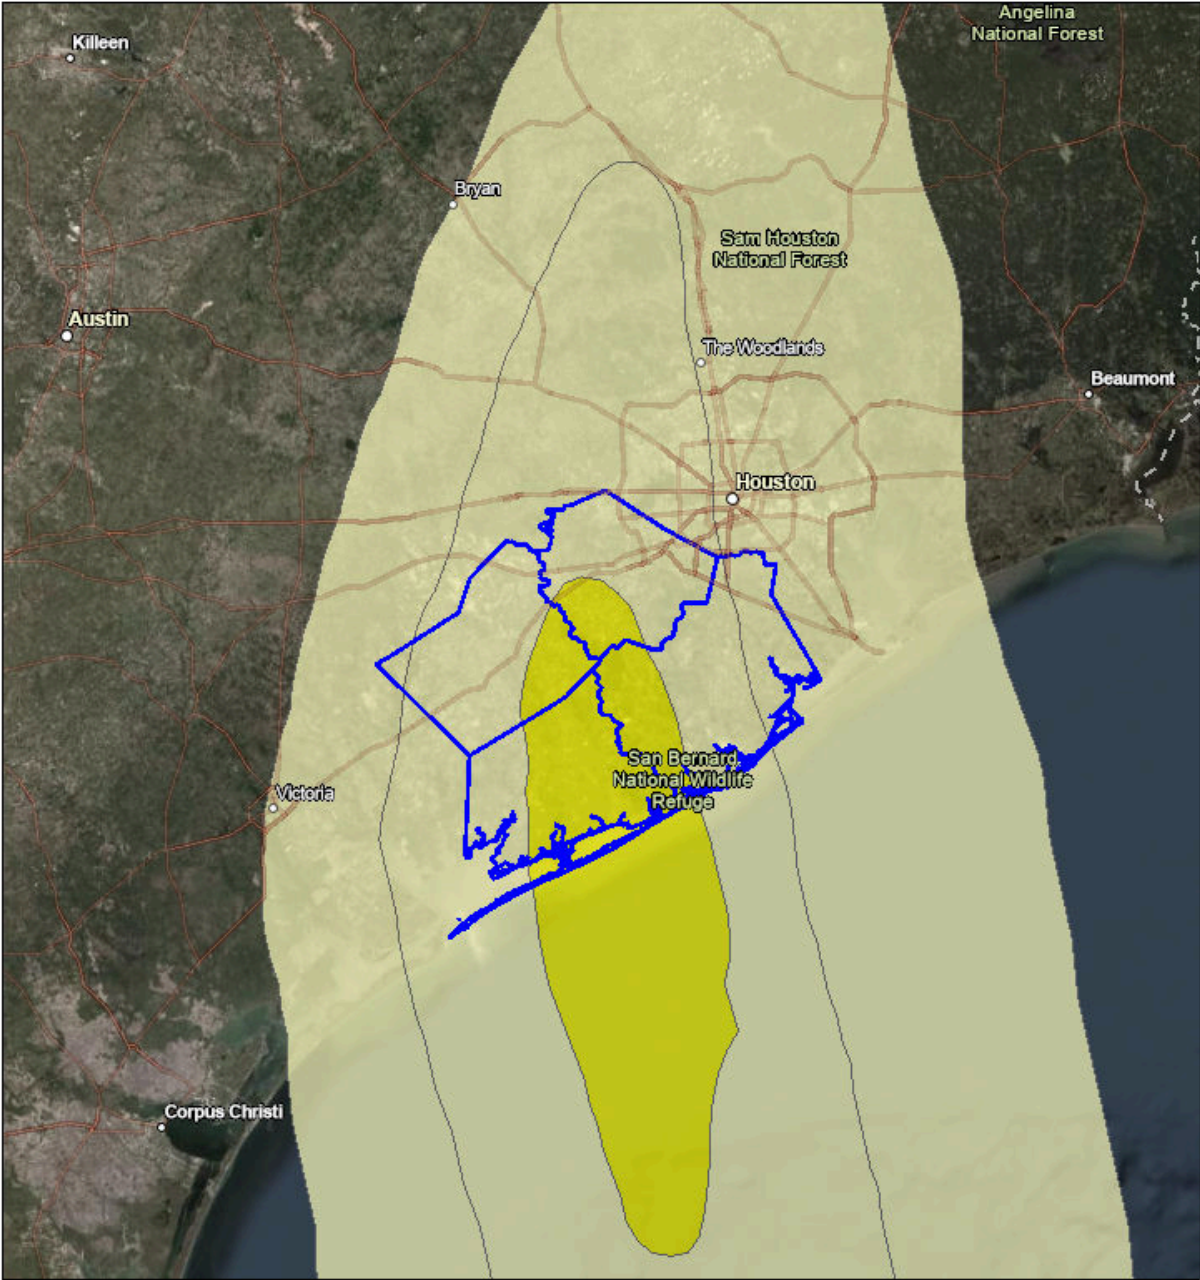 Angelina
National Forest
Killeen
Bryan
Sam Houston
National Forest
Austin
The Woodlands
Beaumont
Houston
San Bernard
National Wildlife
Refuge
Victoria
Corpus Christi